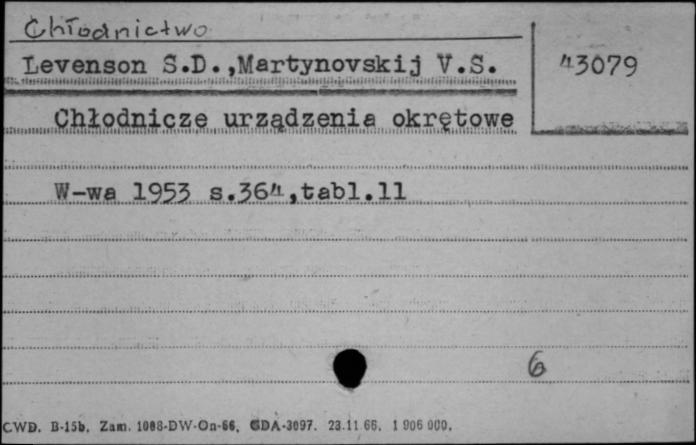 Chłodnictwo
Levenson S.D.,Martynovskij V.S.
43079
Chłodnicze urządzenia okrętowe
W-wa 1953 s.364,tabl.11
6
CWD. B-15b. Zam. 1088-DW-On-66. GDA-3097. 23.11.66. 1 906 000.